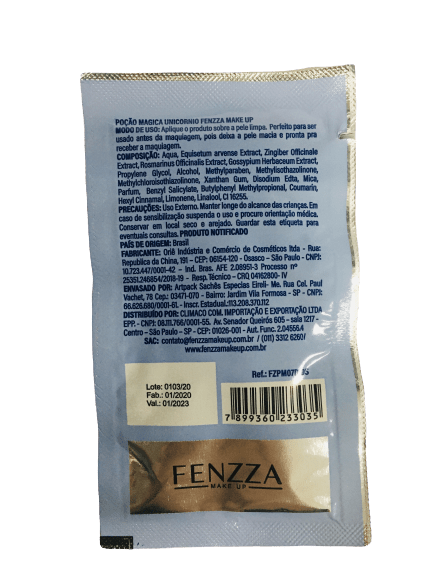 POÇÃO MAGICA UNICORNIO FENZZA MAKE UP
MODO DE USO: Aplique o produto sobre a pele limpa. Perfeito para ser
usado antes da maquiagem, pois deixa a pele macia e pronta pra
receber a maquiagem.
COMPOSIÇÃO: Aqua, Equisetum arvense Extract, Zingiber Officinale
Extract, Rosmarinus Officinalis Extract, Gossypium Herbaceum Extract,
Propylene Glycol, Alcohol, Methylparaben, Metylisothazolinone,
Metylchloroisothiazolinone, Xanthan Gum, Disodium Edta, Mica,
Parfum, Benzyl Salicylate, Butylphenyl Methylpropional, Coumarin,
Hexyl Cinnamal, Limonene, Linalool, CI 16255.
PRECAUÇÕES: Uso Externo. Manter longe do alcance das crianças. Em
caso de sensibilização suspenda o uso e procure orientação médica.
Conservar em local seco e arejado. Guardar esta etiqueta para
eventuais consultas. PRODUTO NOTIFICADO
PAÍS DE ORIGEM: Brasil
FABRICANTE: Oriê Indústria e Comércio de Cosméticos ltda - Rua:
Republica da China, 191 - CEP: 06154-120 - Osasco - São Paulo - CNPJ:
10.723.447/0001-42 - Ind. Bras. AFE 2.08951-3 Processo nº
25351.246854/2018-19 - Resp.Técnico - CRQ 04162800- IV
ENVASADO POR: Artpack Sachês Especias Eireli- Me. Rua Cel. Paul
Vachet, 78 Cep: 03471-070 - Bairro: Jardim Vila Formosa - SP - CNPJ:
66.626.680/0001-6L - Inscr. Estadual:113.208.370.112
DISTRIBUÍDO POR: CLIMACO COM. IMPORTAÇÃO E EXPORTAÇÃO LTDA
EPP. - CNPJ: 08.111.766/0001-55. Av. Senador Queirós 605 - sala 1217 -
Centro - São Paulo - SP - CEP: 01026-001 - Aut. Func. 2.04555.4
SAC: contato@fenzzamakeup.com.br / (011) 3312 6260/
www.fenzzamakeup.com.br
Ref.: 
Lote: 0103/20
Fab.: 01/2020
Val.: 01/2023
7 899360 233035
FENZZA
MAKE UP